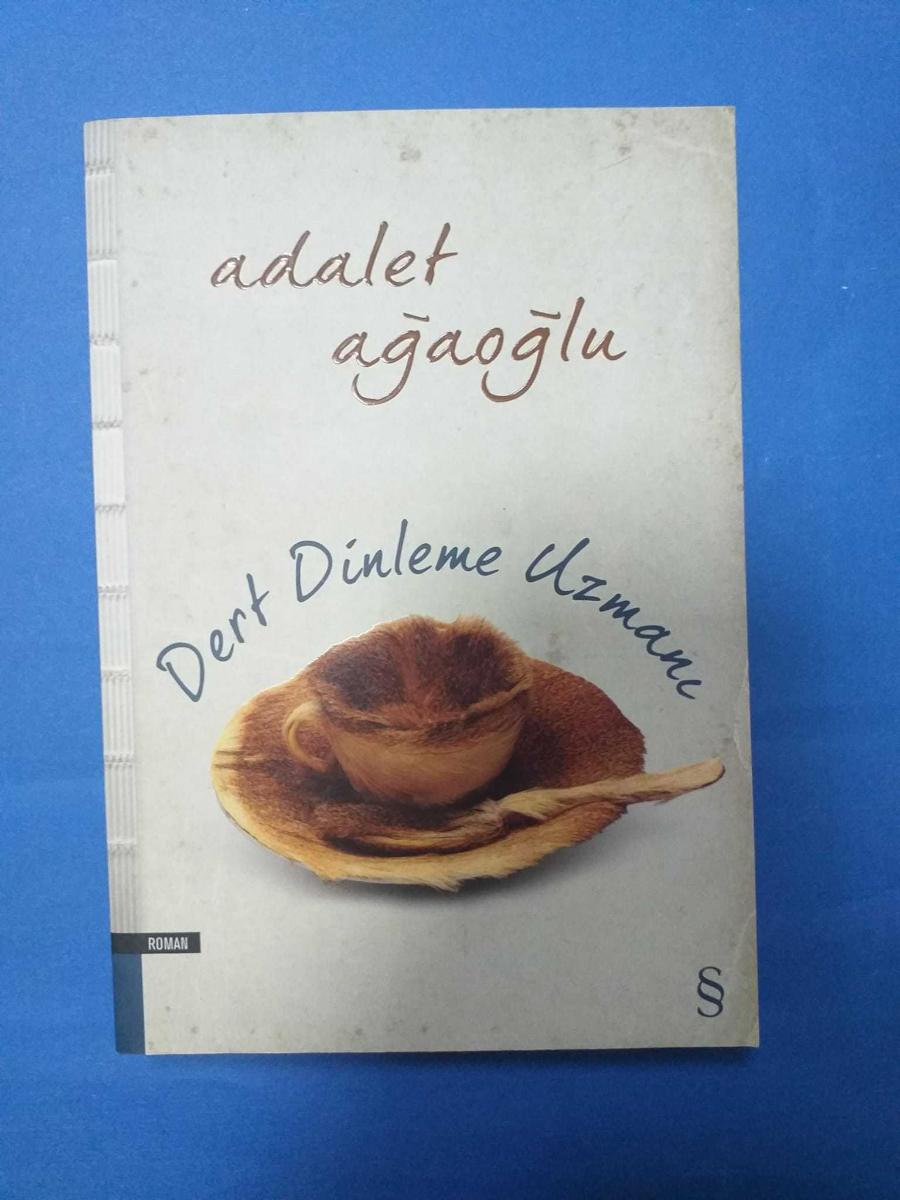 adalet
ağaoğlu
Dert Dinleme Uzmanı
ROMAN